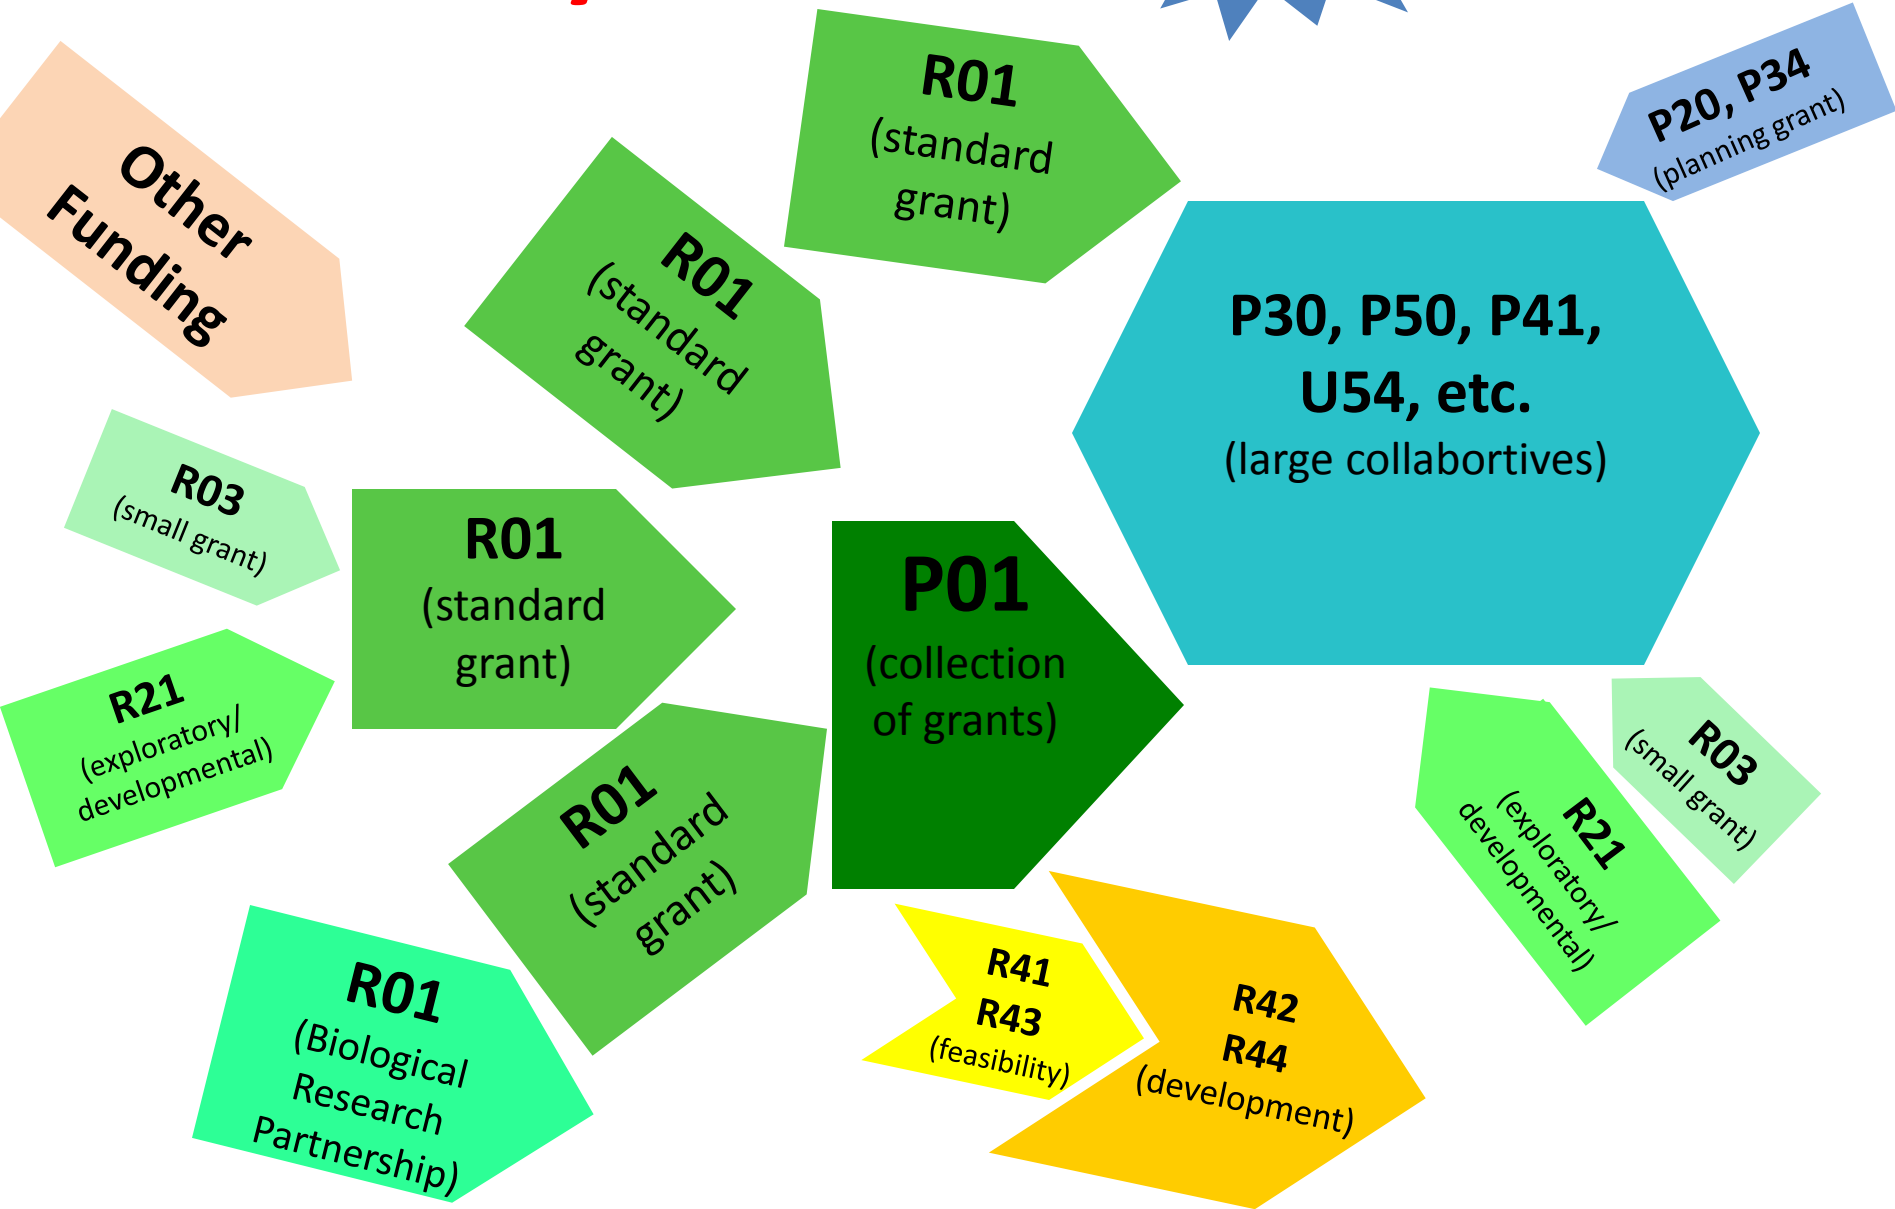 R01
(standard
grant)
P20, P34
(planning grant)
Other
Funding
R01
(standard
grant)
P30, P50, P41,
U54, etc.
(large collabortives)
R03
(small grant)
R01
(standard
grant)
P01
(collection
of grants)
R21
(exploratory/
developmental)
R01
(standard
grant)
R03
(small grant)
R21
(exploratory/
developmental)
R01
(Biological
Research
Partnership)
R41
R43
(feasibility)
R42
R44
(development)